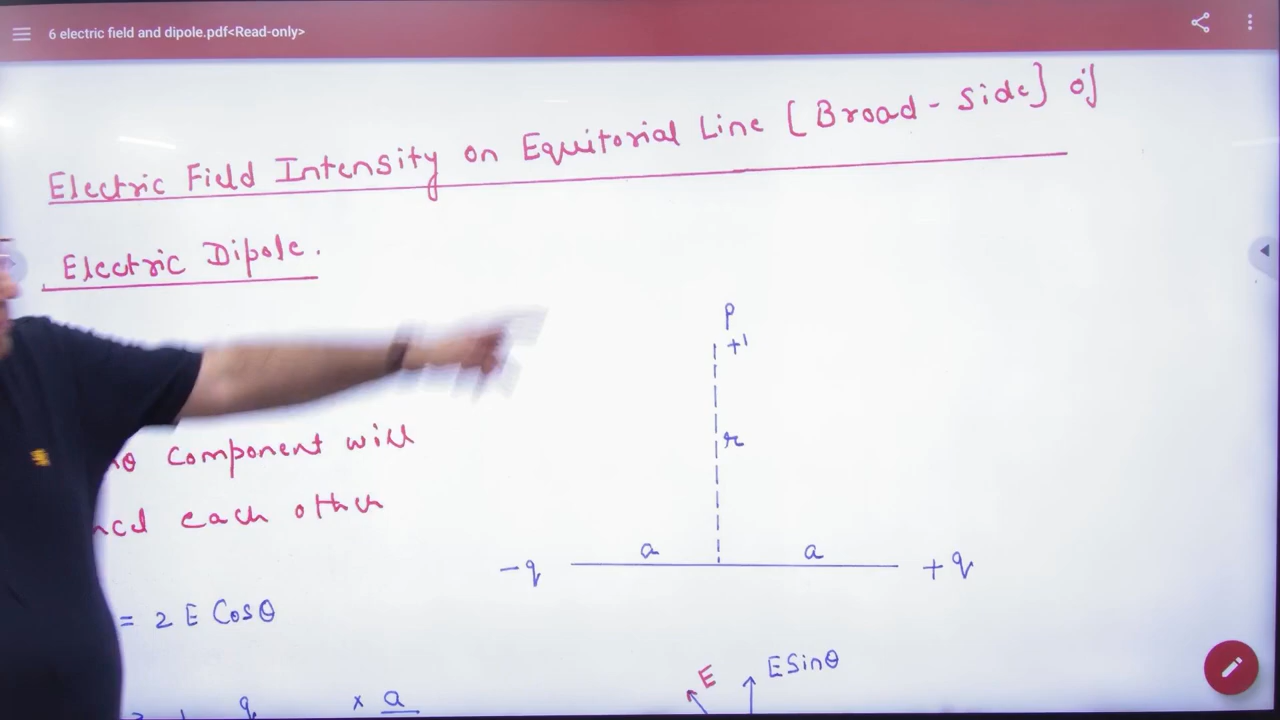 6 electric field and dipole.pdf<Read-only>
Electric Field Intensity on Equitorial Line [Broad-Side] of
Electric Dipole.
P
+1
r
component will
each other
a a
-q +q
= 2 E Cosθ
E Sinθ
E
q × a